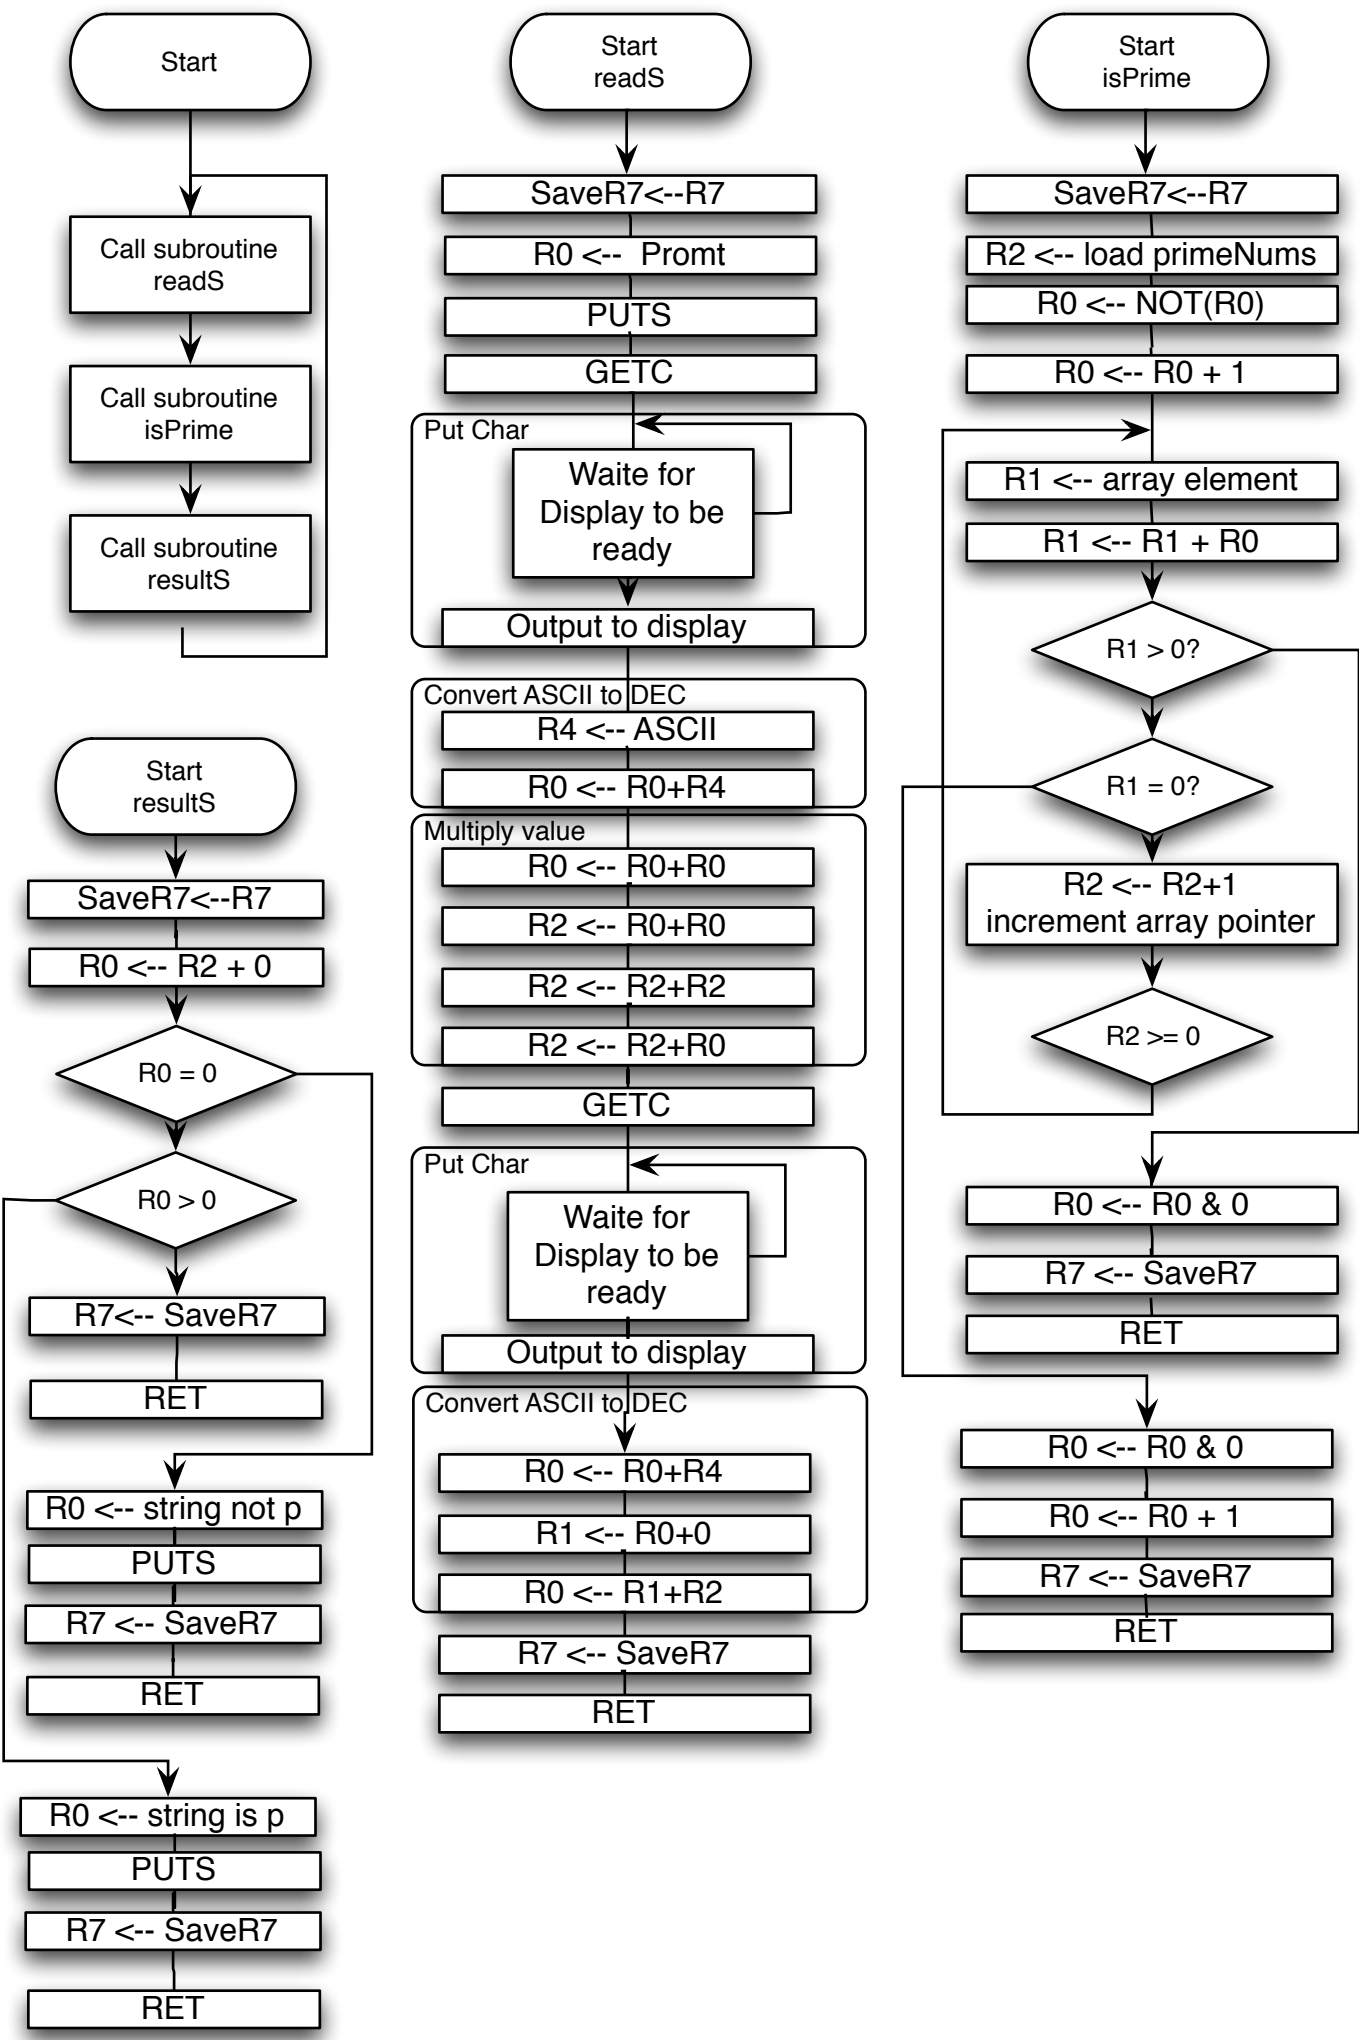 Start
Call subroutine
readS
Call subroutine
isPrime
Call subroutine
resultS
Start
resultS
SaveR7<--R7
R0 <-- R2 + 0
R0 = 0
R0 > 0
R7<-- SaveR7
RET
R0 <-- string not p
PUTS
R7 <-- SaveR7
RET
R0 <-- string is p
PUTS
R7 <-- SaveR7
RET
Start
readS
SaveR7<--R7
R0 <-- Promt
PUTS
GETC
Put Char
Waite for
Display to be
ready
Output to display
Convert ASCII to DEC
R4 <-- ASCII
R0 <-- R0+R4
Multiply value
R0 <-- R0+R0
R2 <-- R0+R0
R2 <-- R2+R2
R2 <-- R2+R0
GETC
Put Char
Waite for
Display to be
ready
Output to display
Convert ASCII to DEC
R0 <-- R0+R4
R1 <-- R0+0
R0 <-- R1+R2
R7 <-- SaveR7
RET
Start
isPrime
SaveR7<--R7
R2 <-- load primeNums
R0 <-- NOT(R0)
R0 <-- R0 + 1
R1 <-- array element
R1 <-- R1 + R0
R1 > 0?
R1 = 0?
R2 <-- R2+1
increment array pointer
R2 >= 0
R0 <-- R0 & 0
R7 <-- SaveR7
RET
R0 <-- R0 & 0
R0 <-- R0 + 1
R7 <-- SaveR7
RET